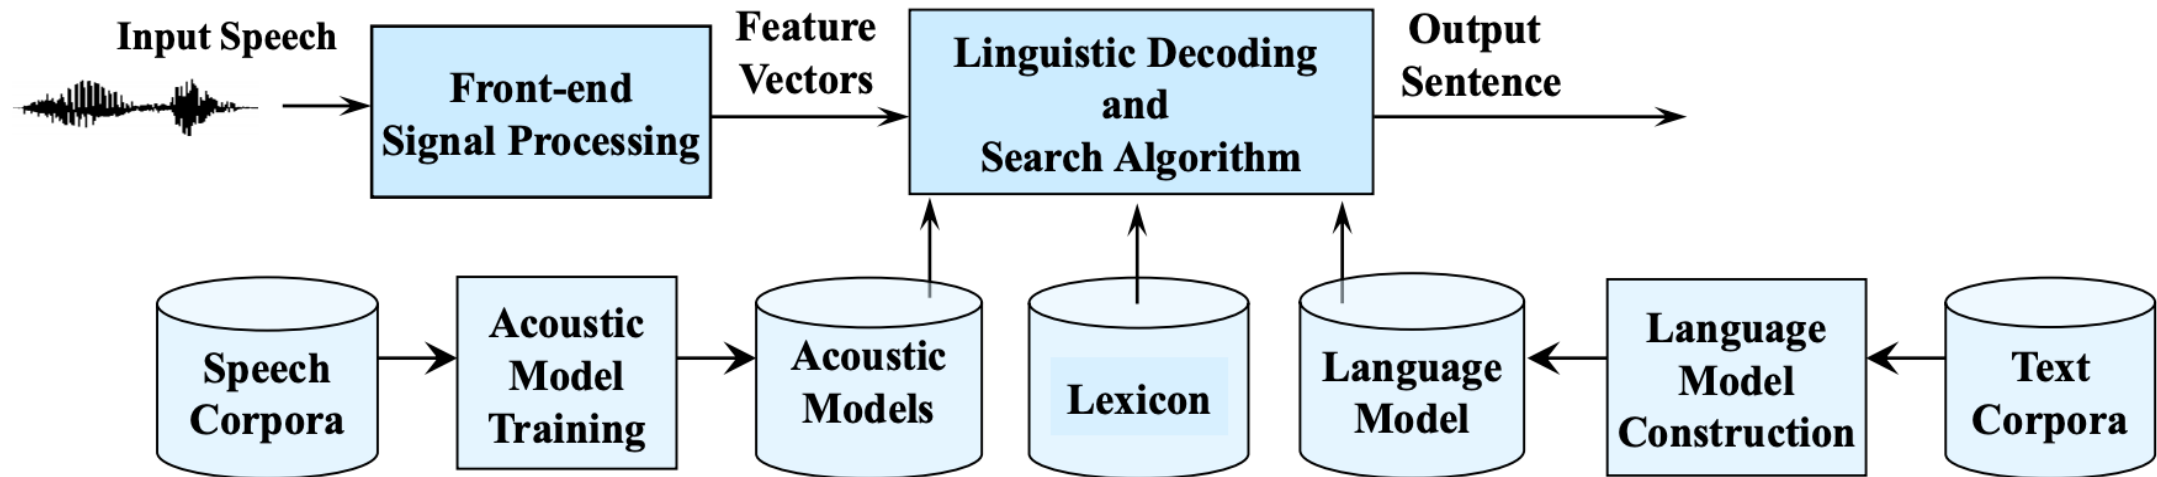 Input Speech
Front-end
Signal Processing
Feature
Vectors
Linguistic Decoding
and
Search Algorithm
Output
Sentence
Speech
Corpora
Acoustic
Model
Training
Acoustic
Models
Lexicon
Language
Model
Language
Model
Construction
Text
Corpora